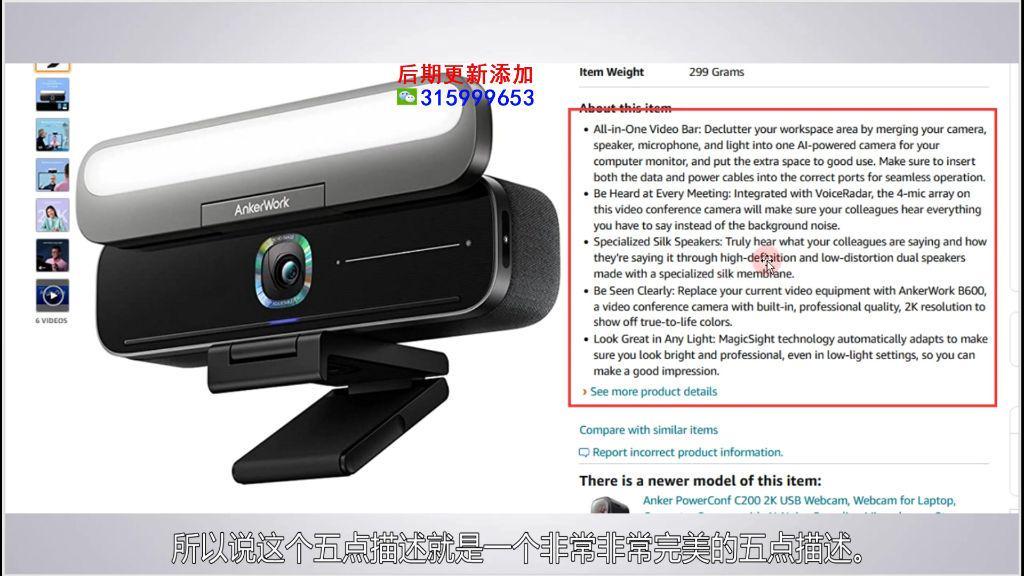 后期更新添加
315999653
Item Weight 299 Grams
About this item
• All-in-One Video Bar: Declutter your workspace area by merging your camera,
speaker, microphone, and light into one AI-powered camera for your
computer monitor, and put the extra space to good use. Make sure to insert
both the data and power cables into the correct ports for seamless operation.
• Be Heard at Every Meeting: Integrated with VoiceRadar, the 4-mic array on
this video conference camera will make sure your colleagues hear everything
you have to say instead of the background noise.
• Specialized Silk Speakers: Truly hear what your colleagues are saying and how
they're saying it through high-definition and low-distortion dual speakers
made with a specialized silk membrane.
• Be Seen Clearly: Replace your current video equipment with AnkerWork B600,
a video conference camera with built-in, professional quality, 2K resolution to
show off true-to-life colors.
• Look Great in Any Light: MagicSight technology automatically adapts to make
sure you look bright and professional, even in low-light settings, so you can
make a good impression.
› See more product details
Compare with similar items
Report incorrect product information.
There is a newer model of this item:
Anker PowerConf C200 2K USB Webcam, Webcam for Laptop,
AnkerWork
6 VIDEOS
所以说这个五点描述就是一个非常非常完美的五点描述。